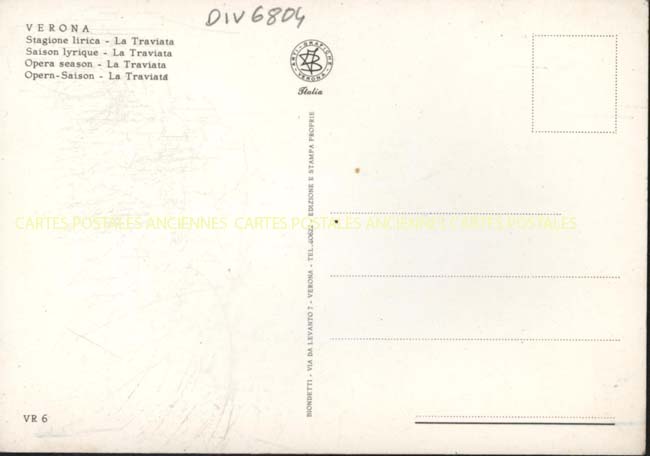 DIV6804
VERONA
Stagione lirica - La Traviata
Saison lyrique - La Traviata
Opera season - La Traviata
Opern-Saison - La Traviata
ARTI - GRAFICHE - VERONA -
Italia
BIONDETTI - VIA DA LEVANTO 7 - VERONA - TEL. - EDIZIONE E STAMPA PROPRIE
CARTES POSTALES ANCIENNES CARTES POSTALES ANCIENNES CARTES POSTALES ANCIENNES
VR 6